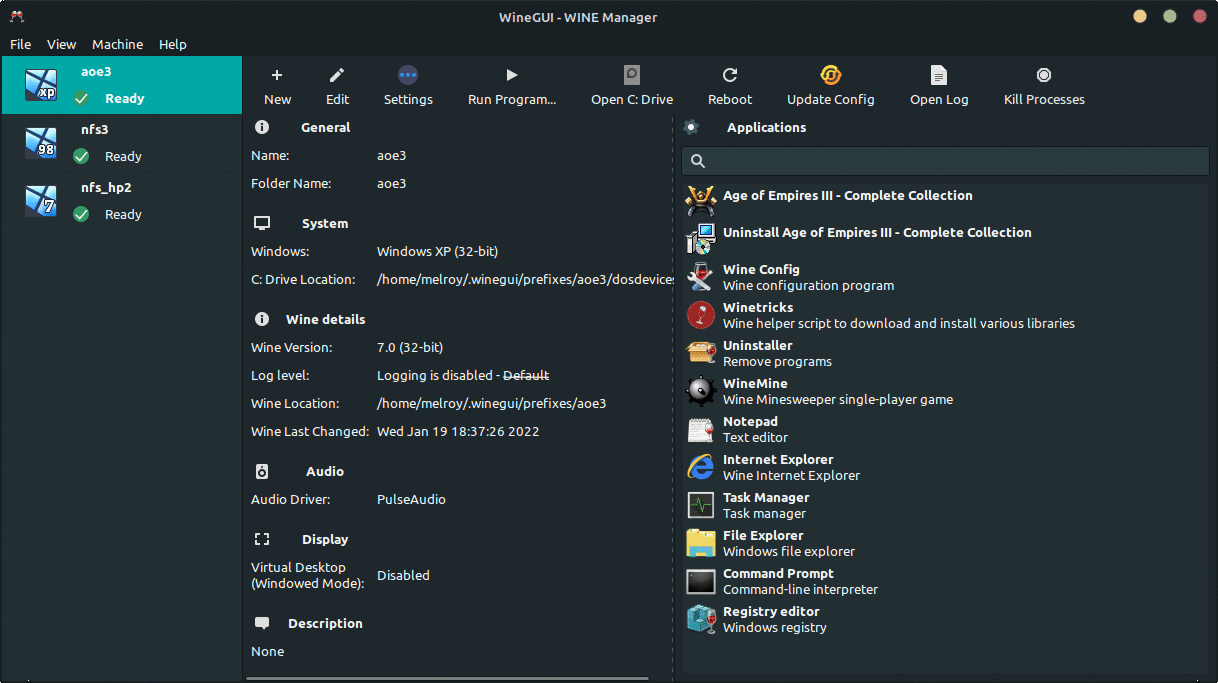 WineGUI - WINE Manager
File View Machine Help
aoe3
Ready
nfs3
Ready
nfs_hp2
Ready
xp
98
7
New Edit Settings Run Program... Open C: Drive Reboot Update Config Open Log Kill Processes
General
Name: aoe3
Folder Name: aoe3
System
Windows: Windows XP (32-bit)
C: Drive Location: /home/melroy/.winegui/prefixes/aoe3/dosdevices
Wine details
Wine Version: 7.0 (32-bit)
Log level: Logging is disabled - Default
Wine Location: /home/melroy/.winegui/prefixes/aoe3
Wine Last Changed: Wed Jan 19 18:37:26 2022
Audio
Audio Driver: PulseAudio
Display
Virtual Desktop
(Windowed Mode): Disabled
Description
None
Applications
Age of Empires III - Complete Collection
Uninstall Age of Empires III - Complete Collection
Wine Config
Wine configuration program
Winetricks
Wine helper script to download and install various libraries
Uninstaller
Remove programs
WineMine
Wine Minesweeper single-player game
Notepad
Text editor
Internet Explorer
Wine Internet Explorer
Task Manager
Task manager
File Explorer
Windows file explorer
Command Prompt
Command-line interpreter
Registry editor
Windows registry